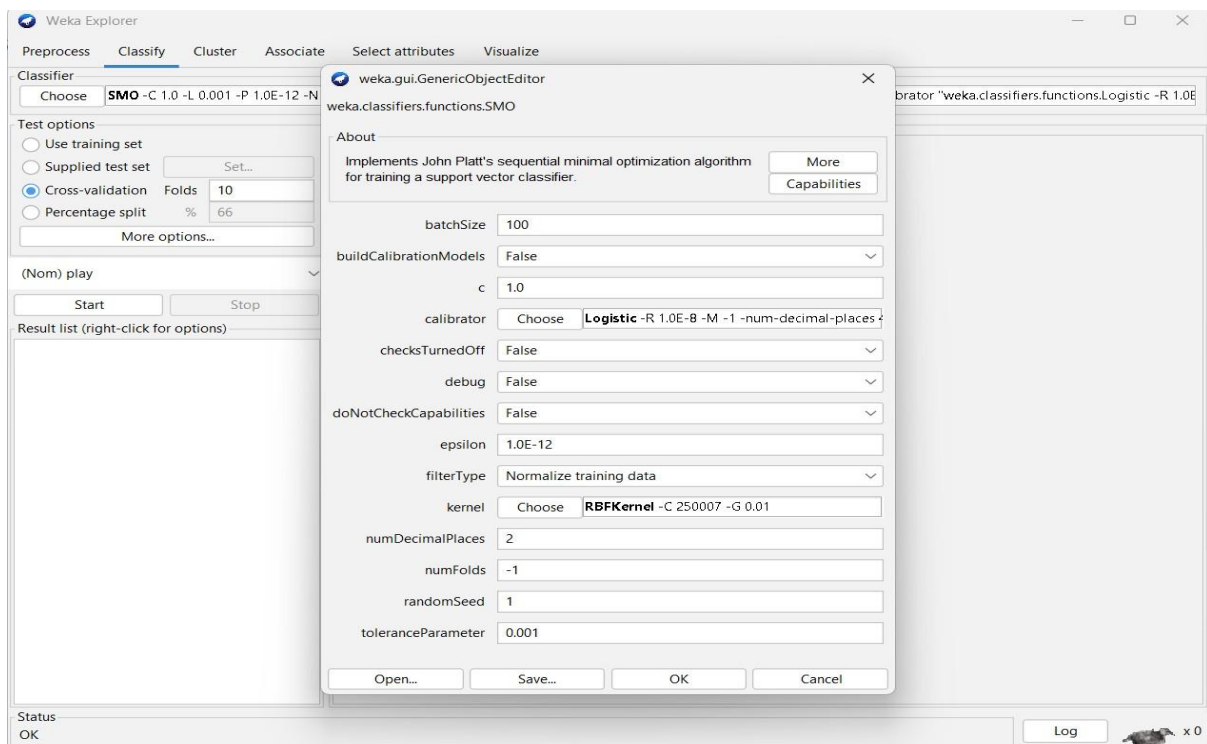 Weka Explorer
Preprocess Classify Cluster Associate Select attributes Visualize
Classifier
Choose SMO -C 1.0 -L 0.001 -P 1.0E-12 -N
brator "weka.classifiers.functions.Logistic -R 1.0E
Test options
Use training set
Supplied test set Set...
Cross-validation Folds 10
Percentage split % 66
More options...
(Nom) play
Start Stop
Result list (right-click for options)
weka.gui.GenericObjectEditor
weka.classifiers.functions.SMO
About
Implements John Platt's sequential minimal optimization algorithm
for training a support vector classifier.
More
Capabilities
batchSize 100
buildCalibrationModels False
c 1.0
calibrator Choose Logistic -R 1.0E-8 -M -1 -num-decimal-places 4
checksTurnedOff False
debug False
doNotCheckCapabilities False
epsilon 1.0E-12
filterType Normalize training data
kernel Choose RBFKernel -C 250007 -G 0.01
numDecimalPlaces 2
numFolds -1
randomSeed 1
toleranceParameter 0.001
Open... Save... OK Cancel
Status
OK
Log x 0